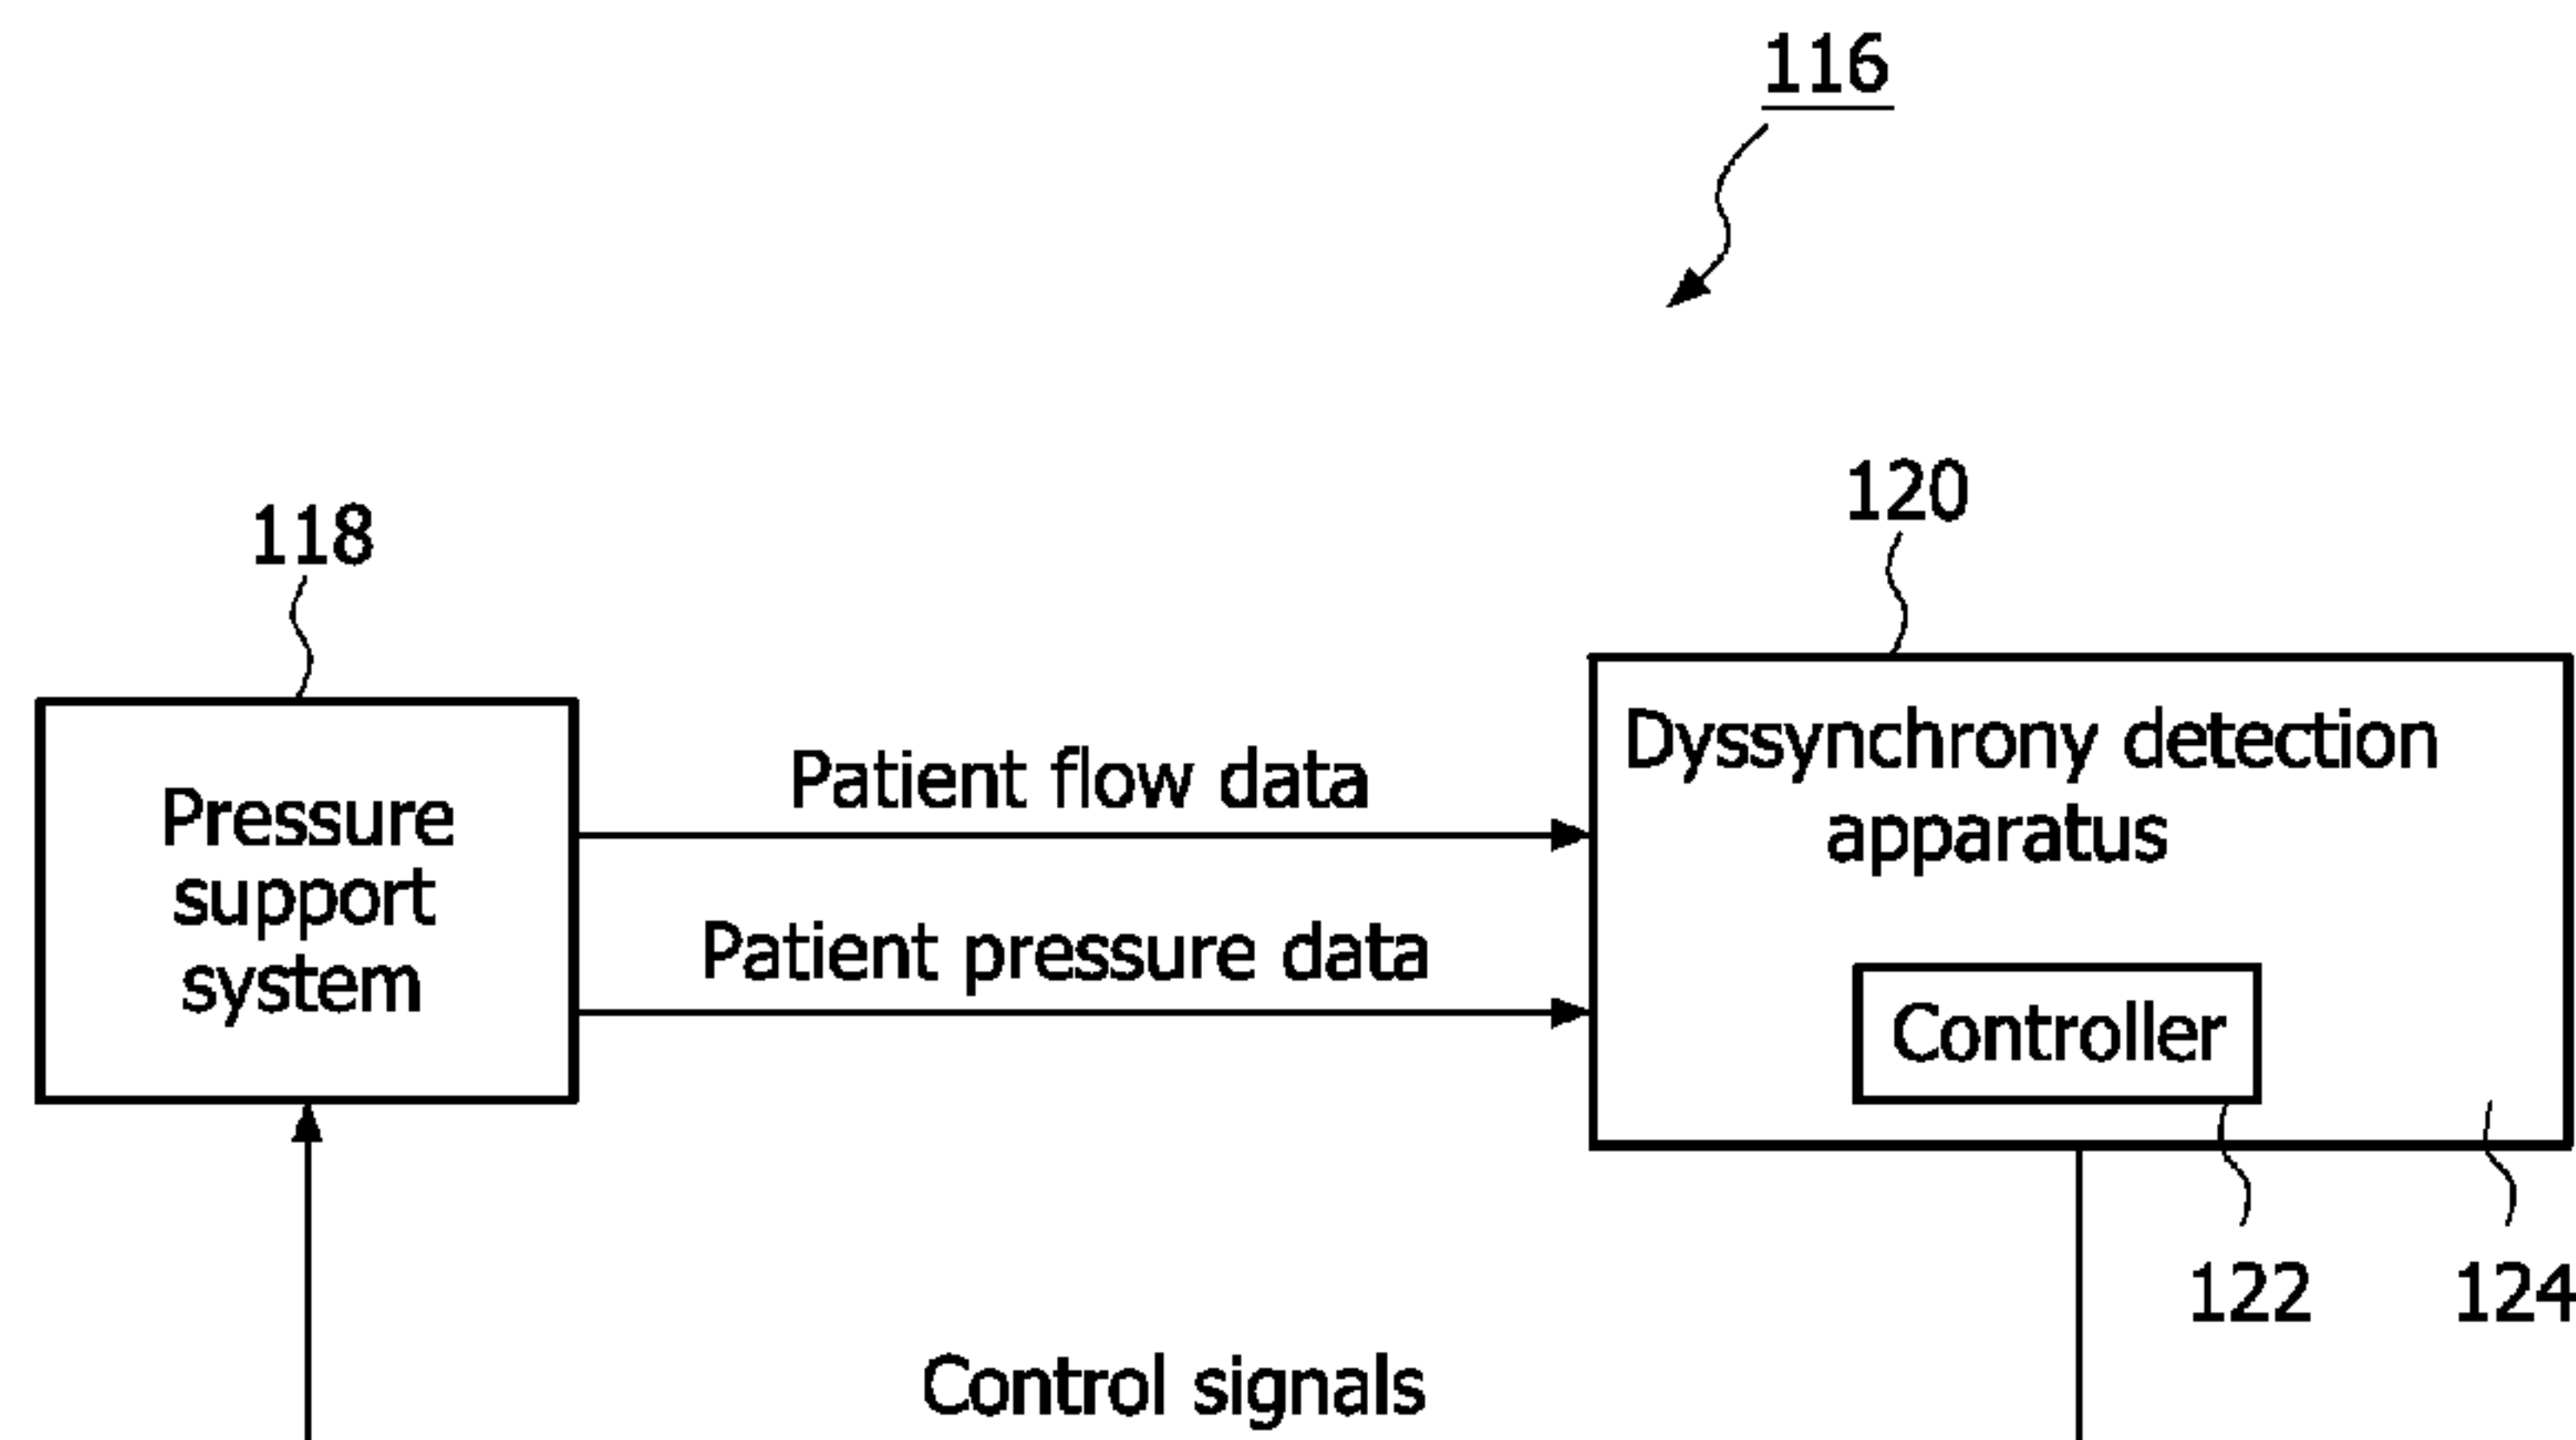 116
118
120
Pressure
support
system
Patient flow data
Patient pressure data
Dyssynchrony detection
apparatus
Controller
122
124
Control signals